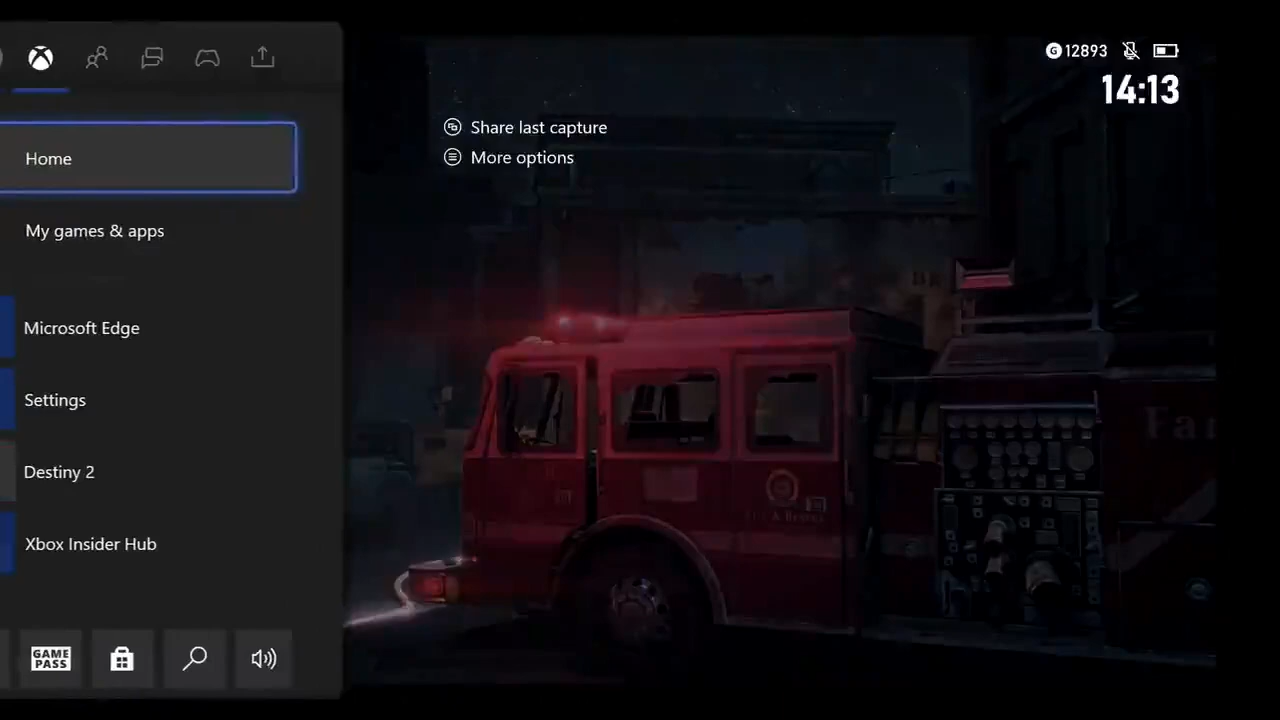 G 12893
14:13
Share last capture
More options
Home
My games & apps
Microsoft Edge
Settings
Destiny 2
Xbox Insider Hub
GAME
PASS